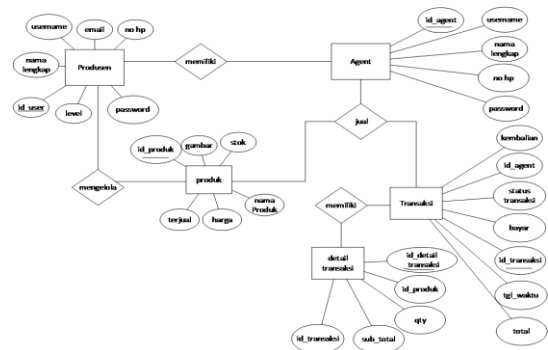 username
email
no hp
nama
lengkap
Produsen
id_user
level
password
memiliki
Agent
id_agent
username
nama
lengkap
no hp
password
jual
mengelola
id_produk
gambar
stok
produk
terjual
harga
nama
Produk
memiliki
Transaksi
kembalian
id_agent
status
transaksi
bayar
id_transaksi
tgl_waktu
total
detail
transaksi
id_detail
transaksi
id_produk
qty
sub_total
id_transaksi